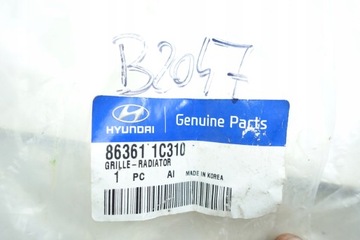 B2047
HYUNDAI
Genuine Parts
86361 1C310
GRILLE-RADIATOR
1 PC AI MADE IN KOREA